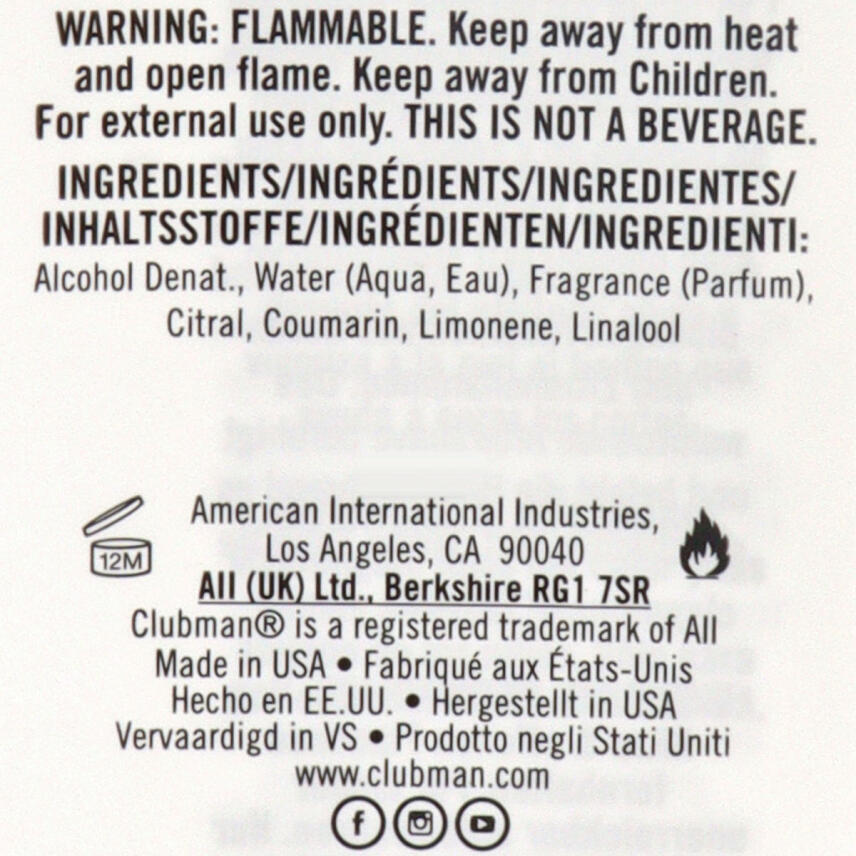 WARNING: FLAMMABLE. Keep away from heat
and open flame. Keep away from Children.
For external use only. THIS IS NOT A BEVERAGE.
INGREDIENTS/INGRÉDIENTS/INGREDIENTES/
INHALTSSTOFFE/INGRÉDIENTEN/INGREDIENTI:
Alcohol Denat., Water (Aqua, Eau), Fragrance (Parfum),
Citral, Coumarin, Limonene, Linalool
12M
American International Industries,
Los Angeles, CA 90040
AII (UK) Ltd., Berkshire RG1 7SR
Clubman® is a registered trademark of AII
Made in USA • Fabriqué aux États-Unis
Hecho en EE.UU. • Hergestellt in USA
Vervaardigd in VS • Prodotto negli Stati Uniti
www.clubman.com
f